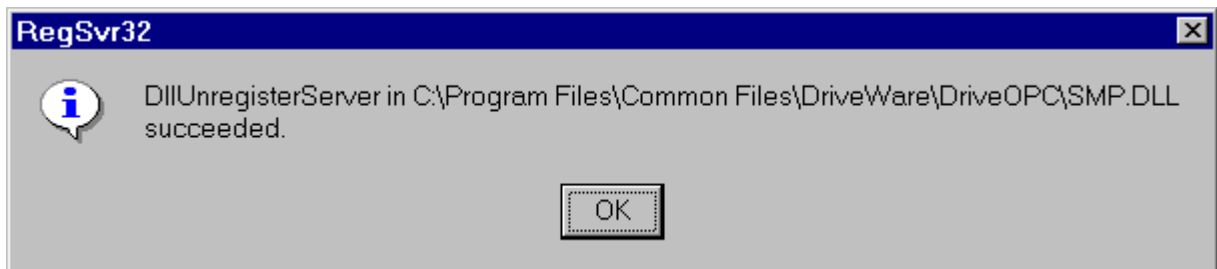 RegSvr32
DllUnregisterServer in C:\Program Files\Common Files\DriveWare\DriveOPC\SMP.DLL
succeeded.
OK